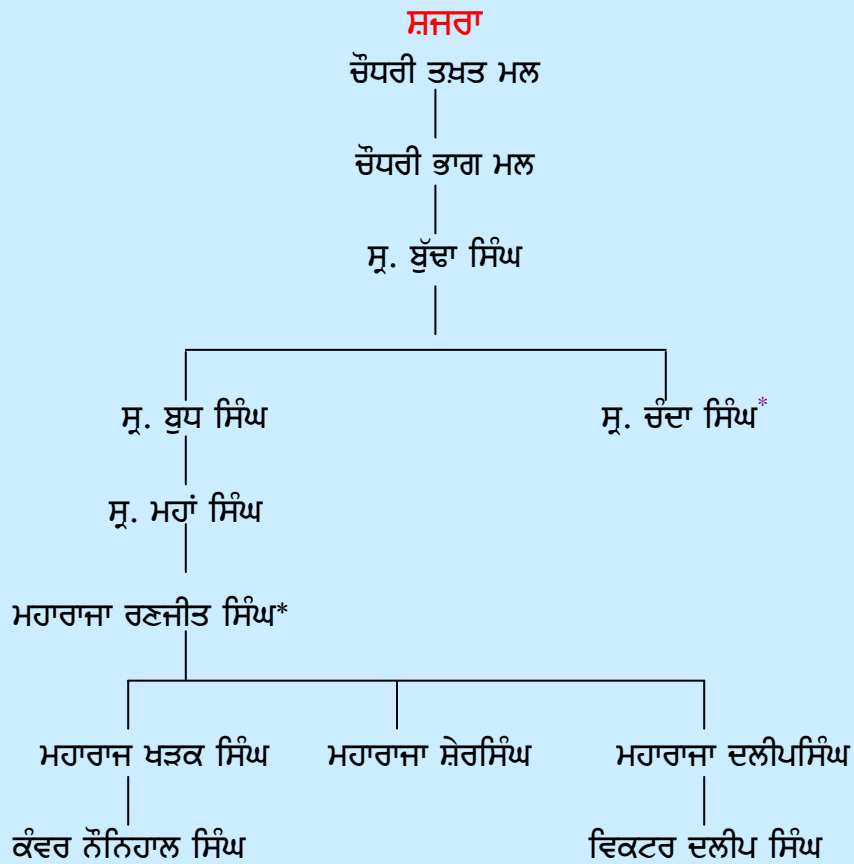 ਸ਼ਜਰਾ
ਚੌਧਰੀ ਤਖ਼ਤ ਮਲ
ਚੌਧਰੀ ਭਾਗ ਮਲ
ਸ੍ਰ. ਬੁੱਢਾ ਸਿੰਘ
ਸ੍ਰ. ਬੁਧ ਸਿੰਘ ਸ੍ਰ. ਚੰਦਾ ਸਿੰਘ*
ਸ੍ਰ. ਮਹਾਂ ਸਿੰਘ
ਮਹਾਰਾਜਾ ਰਣਜੀਤ ਸਿੰਘ*
ਮਹਾਰਾਜ ਖੜਕ ਸਿੰਘ ਮਹਾਰਾਜਾ ਸ਼ੇਰਸਿੰਘ ਮਹਾਰਾਜਾ ਦਲੀਪਸਿੰਘ
ਕੰਵਰ ਨੌਨਿਹਾਲ ਸਿੰਘ ਵਿਕਟਰ ਦਲੀਪ ਸਿੰਘ